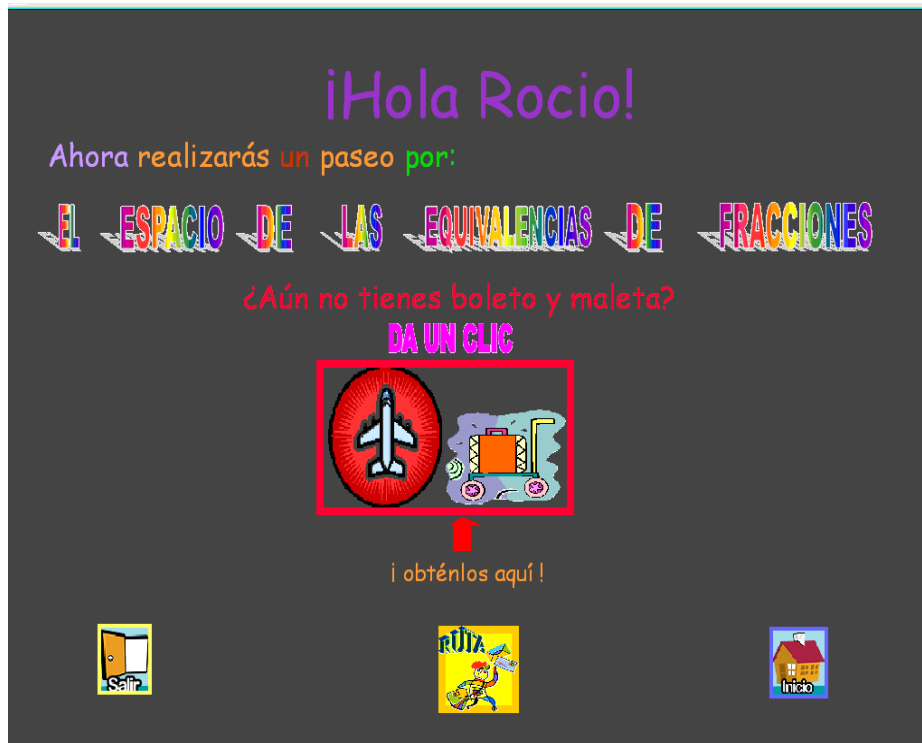 ¡Hola Rocio!
Ahora realizarás un paseo por:
EL ESPACIO DE LAS EQUIVALENCIAS DE FRACCIONES
¿Aún no tienes boleto y maleta?
DA UN CLIC
¡ obténlos aquí !
Salir
RUTA
Inicio